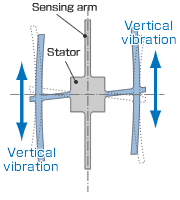 Sensing arm
Vertical
vibration
Stator
Vertical
vibration